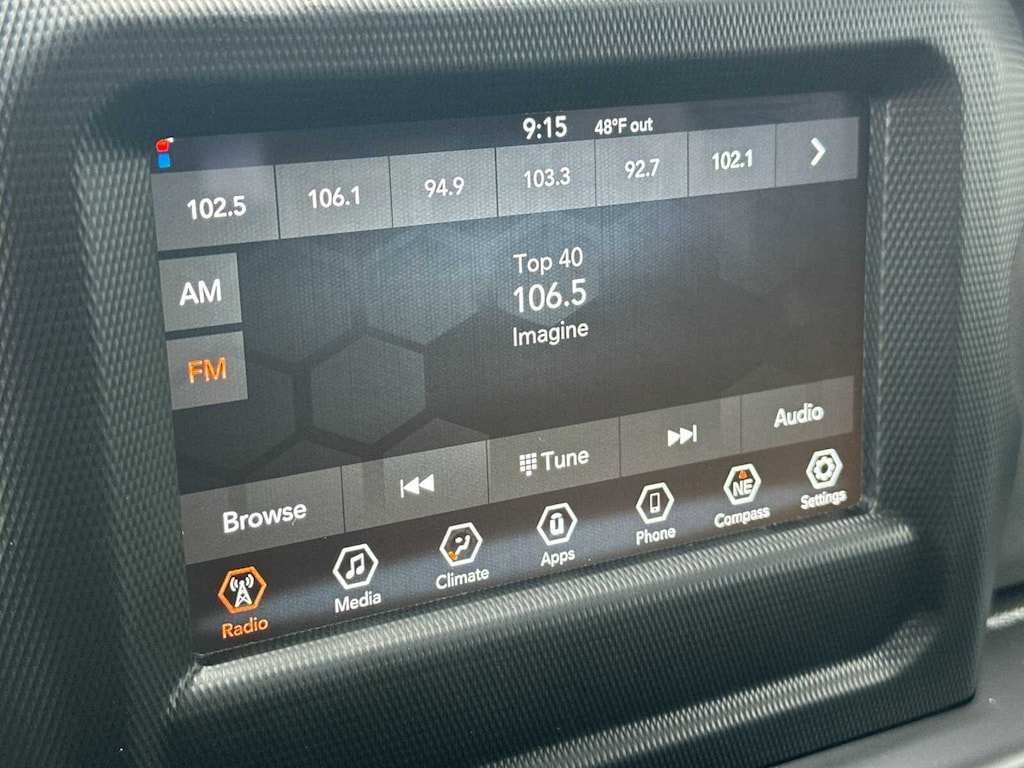 9:15 48°F out
102.5 106.1 94.9 103.3 92.7 102.1
AM
FM
Top 40
106.5
Imagine
Browse Tune Audio
Radio Media Climate Apps Phone NE Compass Settings